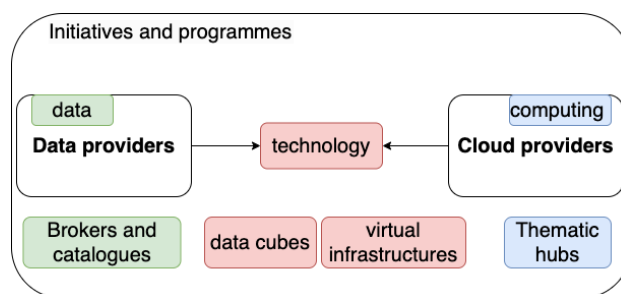 Initiatives and programmes
data
computing
Data providers
technology
Cloud providers
Brokers and
catalogues
data cubes
virtual
infrastructures
Thematic
hubs